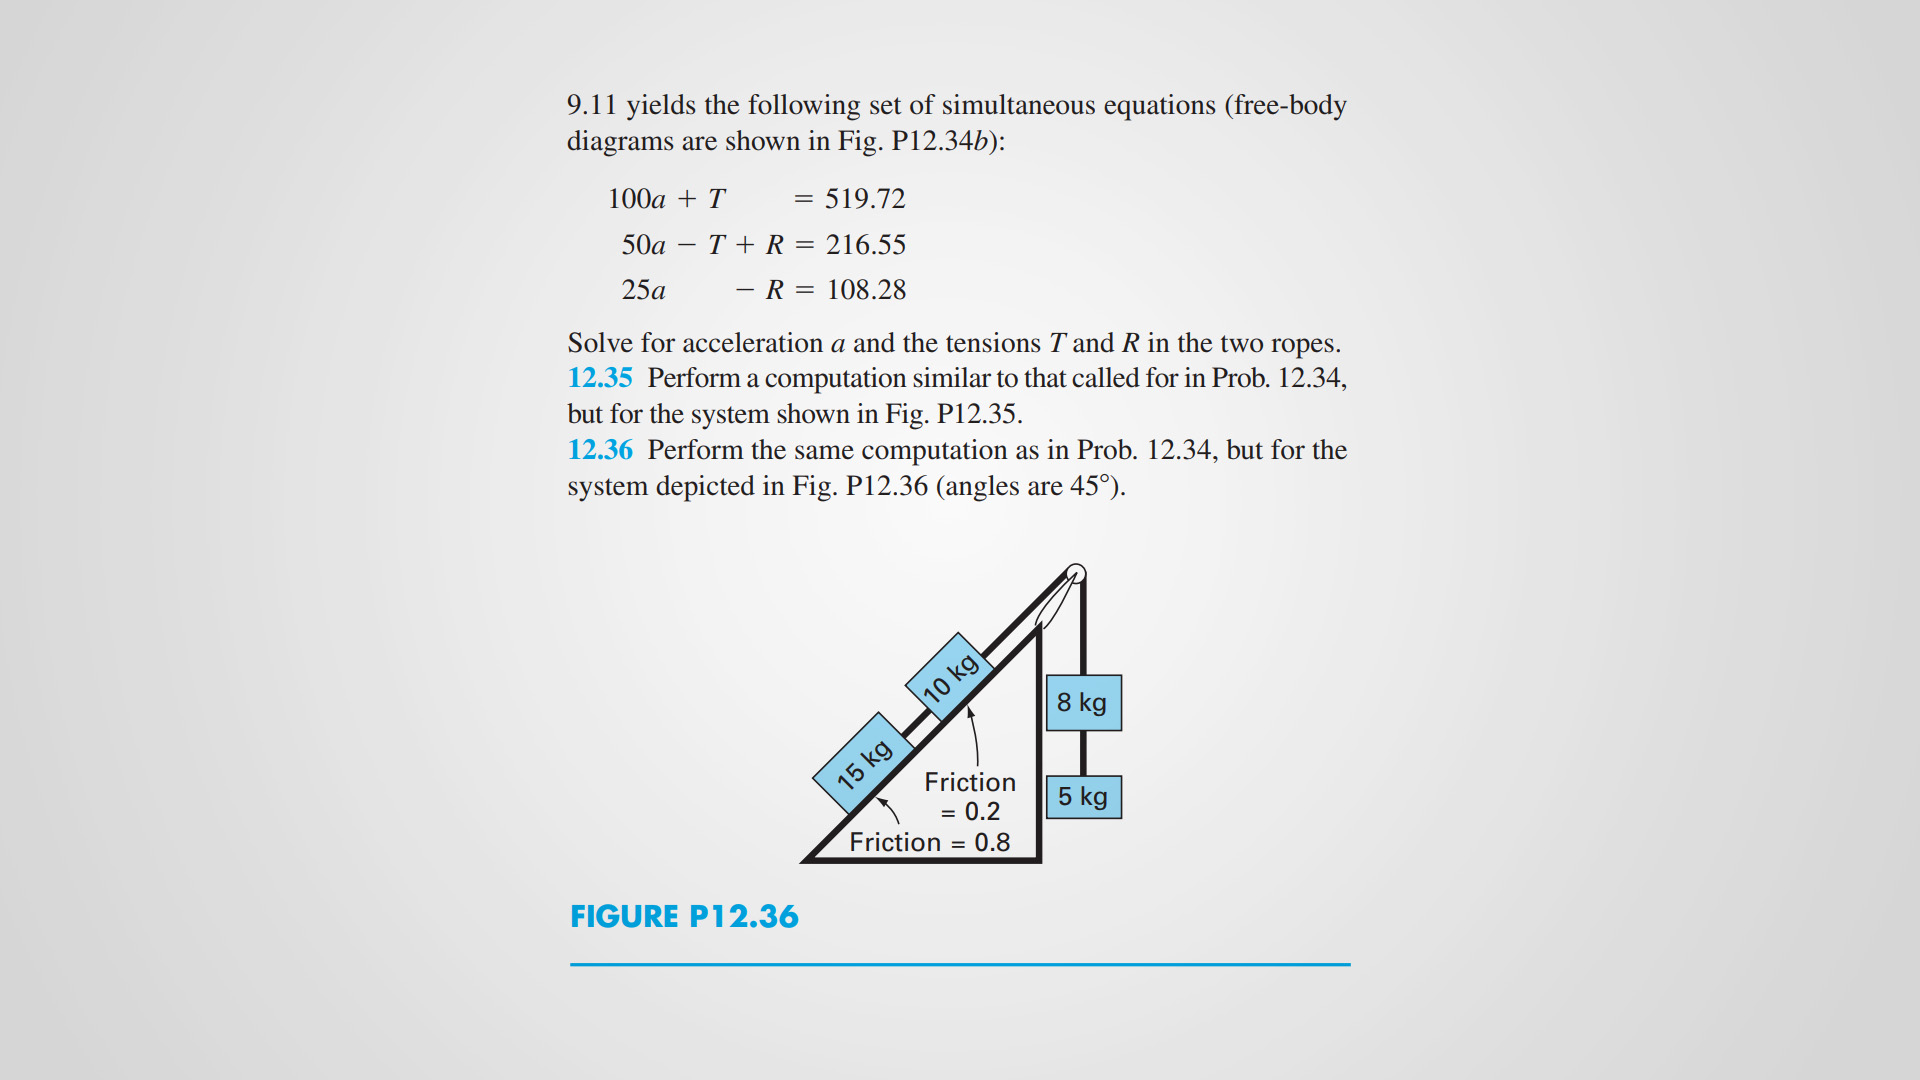 9.11 yields the following set of simultaneous equations (free-body
diagrams are shown in Fig. P12.34b):
100a + T = 519.72
50a − T + R = 216.55
25a − R = 108.28
Solve for acceleration a and the tensions T and R in the two ropes.
12.35 Perform a computation similar to that called for in Prob. 12.34,
but for the system shown in Fig. P12.35.
12.36 Perform the same computation as in Prob. 12.34, but for the
system depicted in Fig. P12.36 (angles are 45°).
10 kg
8 kg
15 kg
Friction
= 0.2
5 kg
Friction = 0.8
FIGURE P12.36